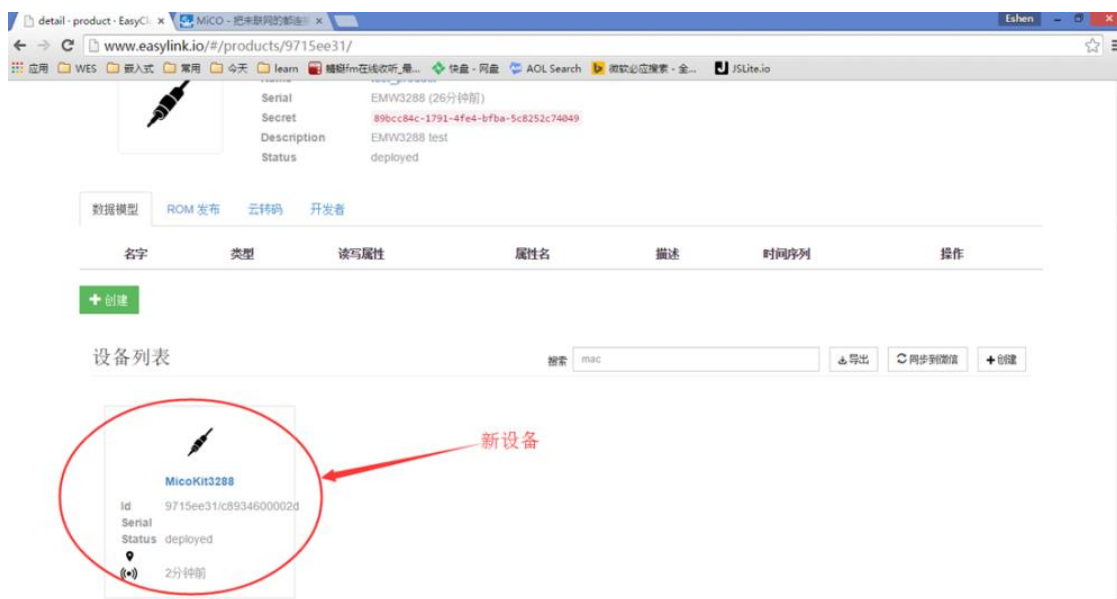 detail - product - EasyCl
MiCO - 把未联网的都连
Eshen
www.easylink.io/#/products/9715ee31/
应用 WES 嵌入式 常用 今天 learn 蜻蜓fm在线收听_最... 快盘 - 网盘 AOL Search 微软必应搜索 - 全... JSLite.io
Serial EMW3288 (26分钟前)
Secret 89bcc84c-1791-4fe4-bfba-5c8252c74049
Description EMW3288 test
Status deployed
数据模型 ROM 发布 云转码 开发者
名字 类型 读写属性 属性名 描述 时间序列 操作
+ 创建
设备列表 搜索 mac 导出 同步到微信 +创建
新设备
MicoKit3288
Id 9715ee31/c8934600002d
Serial
Status deployed
2分钟前